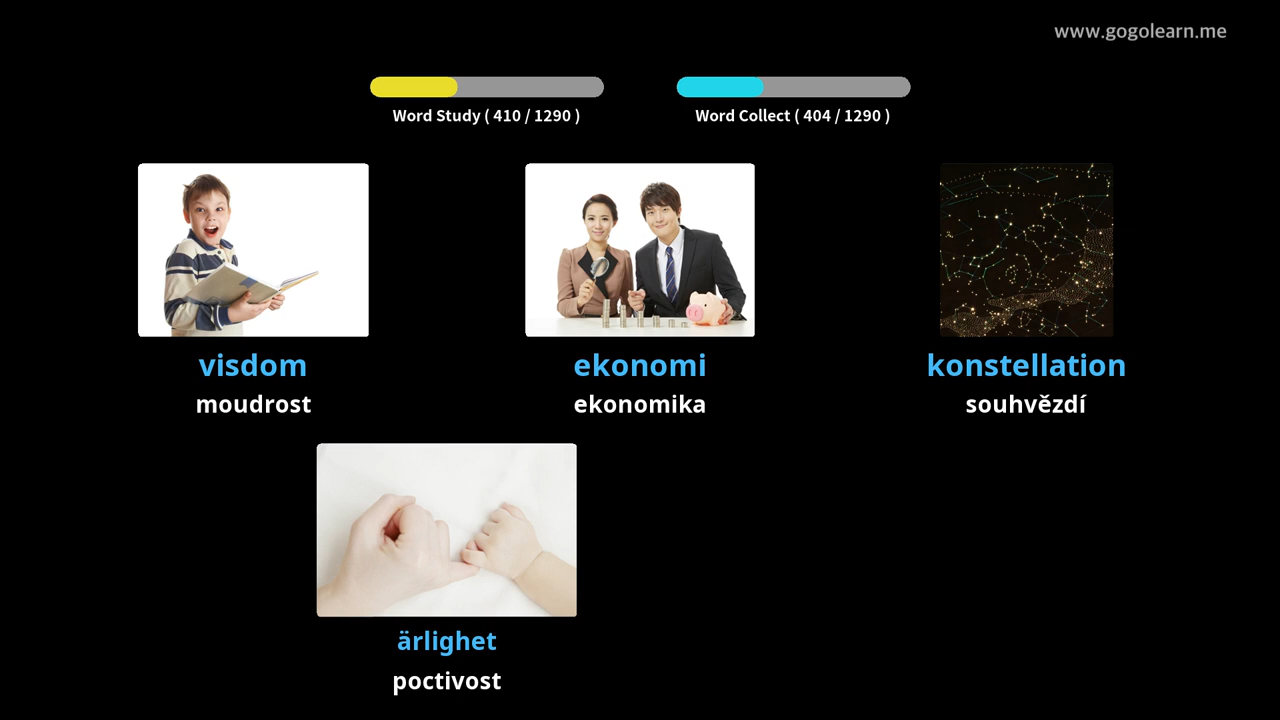 www.gogolearn.me
Word Study ( 410 / 1290 )
Word Collect ( 404 / 1290 )
visdom
moudrost
ekonomi
ekonomika
konstellation
souhvězdí
ärlighet
poctivost